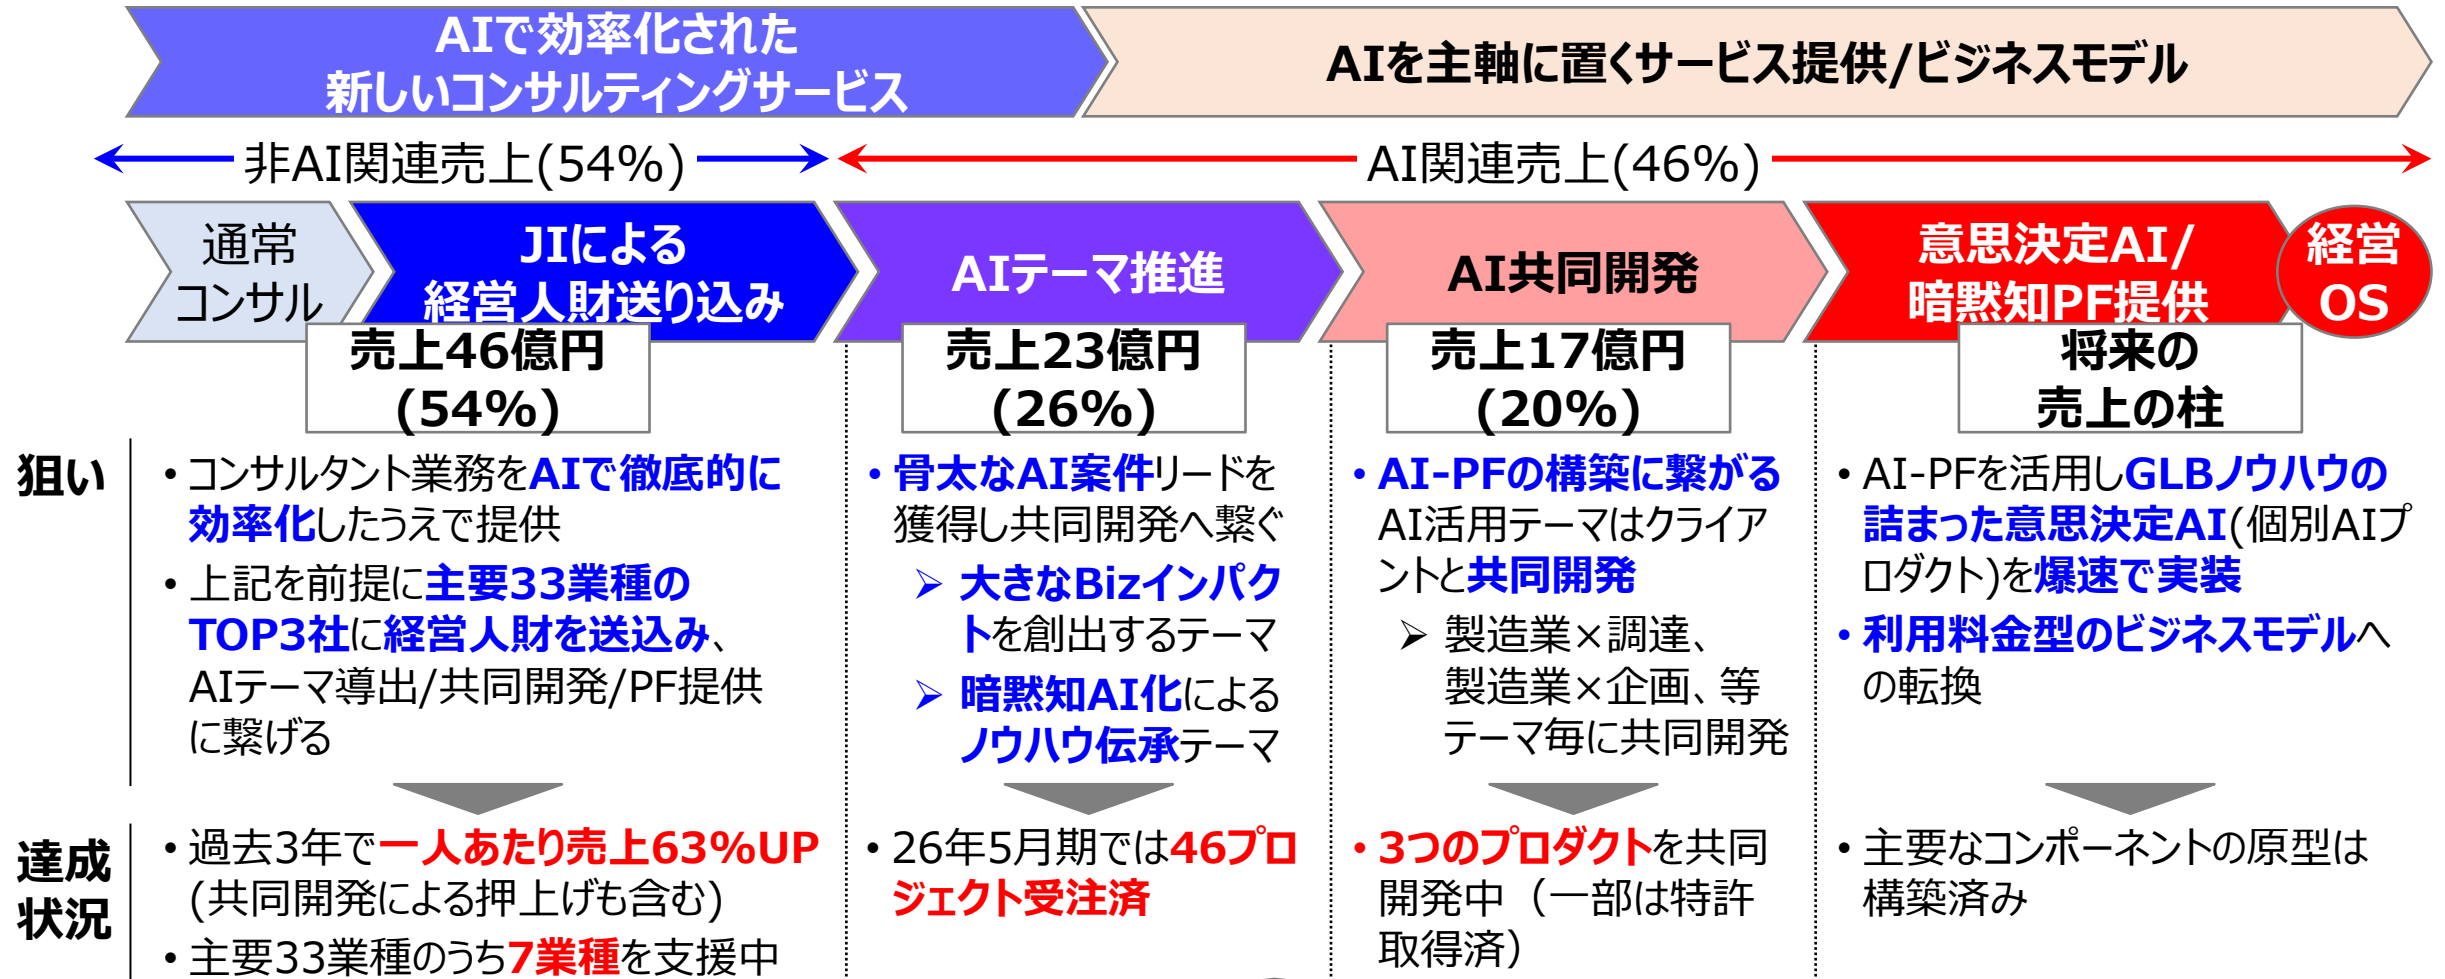 AIで効率化された
新しいコンサルティングサービス
AIを主軸に置くサービス提供/ビジネスモデル
非AI関連売上(54%)
AI関連売上(46%)
通常
コンサル
JIによる
経営人財送り込み
AIテーマ推進
AI共同開発
意思決定AI/
暗黙知PF提供
経営
OS
売上46億円
(54%)
売上23億円
(26%)
売上17億円
(20%)
将来の
売上の柱
狙い
• コンサルタント業務をAIで徹底的に
効率化したうえで提供
• 上記を前提に主要33業種の
TOP3社に経営人財を送込み、
AIテーマ導出/共同開発/PF提供
に繋げる
• 骨太なAI案件リードを
獲得し共同開発へ繋ぐ
➢ 大きなBizインパク
トを創出するテーマ
➢ 暗黙知AI化による
ノウハウ伝承テーマ
• AI-PFの構築に繋がる
AI活用テーマはクライア
ントと共同開発
➢ 製造業×調達、
製造業×企画、等
テーマ毎に共同開発
• AI-PFを活用しGLBノウハウの
詰まった意思決定AI(個別AIプ
ロダクト)を爆速で実装
• 利用料金型のビジネスモデルへ
の転換
達成
状況
• 過去3年で一人あたり売上63%UP
(共同開発による押上げも含む)
• 主要33業種のうち7業種を支援中
• 26年5月期では46プロ
ジェクト受注済
• 3つのプロダクトを共同
開発中（一部は特許
取得済）
• 主要なコンポーネントの原型は
構築済み